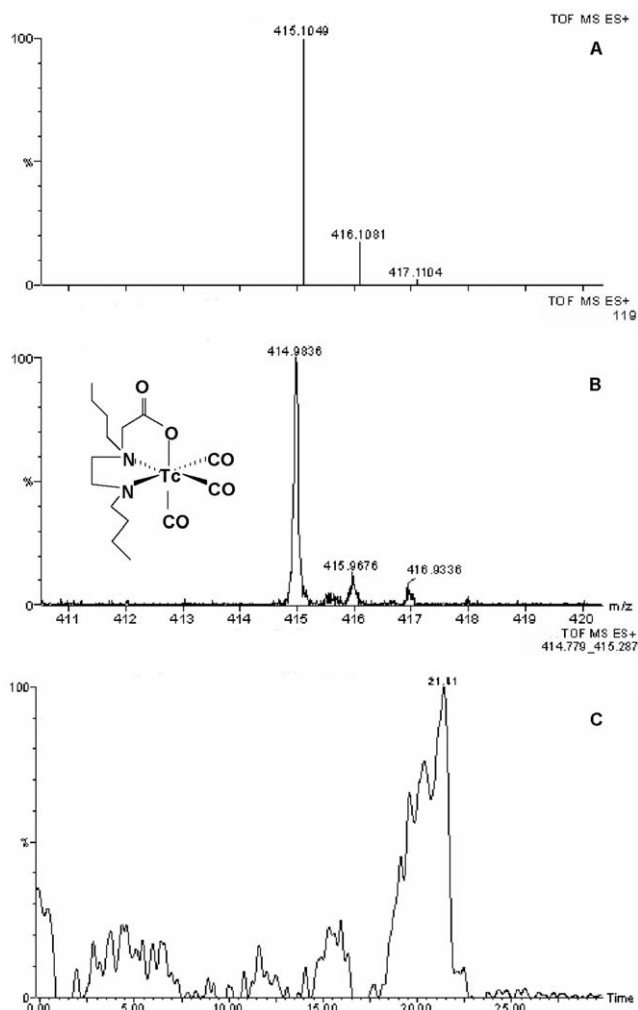 TOF MS ES+
415.1049
A
100
%
416.1081
417.1104
0
TOF MS ES+
119
414.9836
B
100
O
O
N
CO
Tc
CO
N
CO
%
415.9676
416.9336
0
411 412 413 414 415 416 417 418 419 420 m/z
TOF MS ES+
414.779_415.287
21.41
C
100
%
0
0.00 5.00 10.00 15.00 20.00 25.00 Time